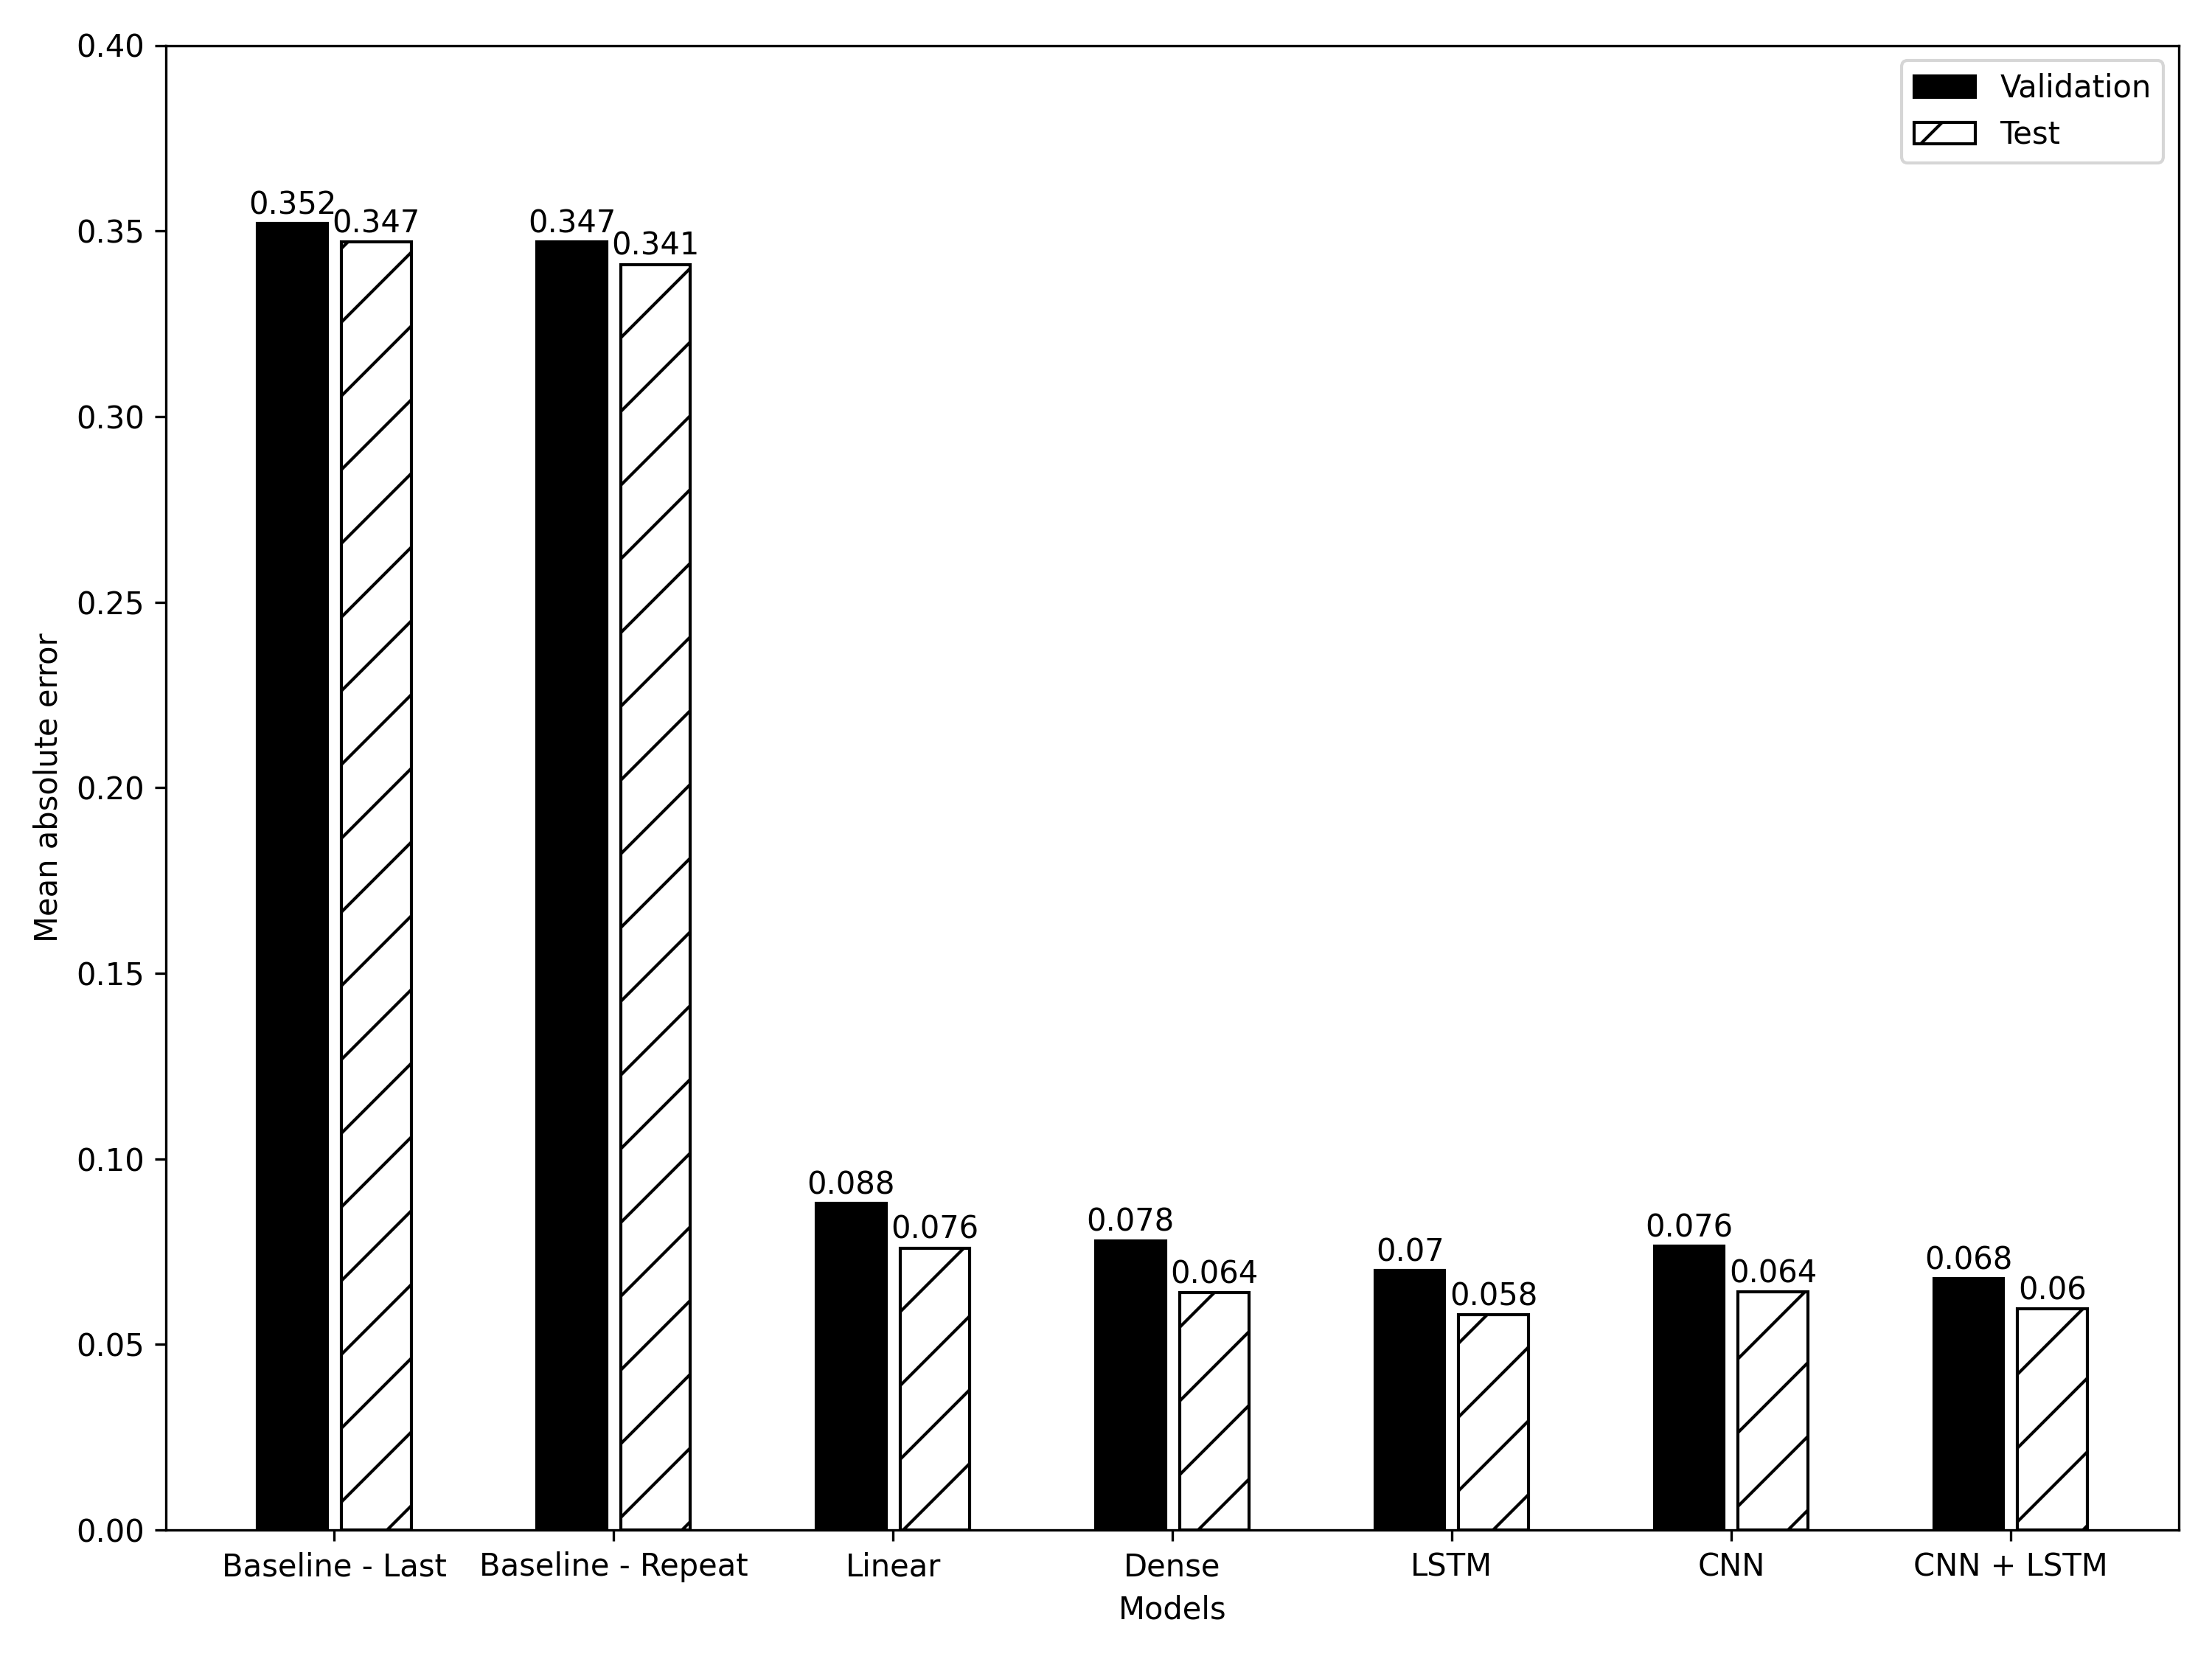 0.40
0.35
0.30
0.25
0.20
0.15
0.10
0.05
0.00
Mean absolute error
Validation
Test
0.352
0.347
0.347
0.341
0.088
0.076
0.078
0.064
0.07
0.058
0.076
0.064
0.068
0.06
Baseline - Last
Baseline - Repeat
Linear
Dense
LSTM
CNN
CNN + LSTM
Models